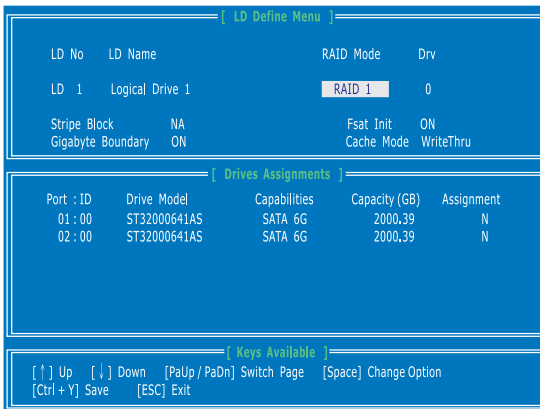 [ LD Define Menu ]
LD No LD Name RAID Mode Drv
LD 1 Logical Drive 1 RAID 1 0
Stripe Block NA Fsat Init ON
Gigabyte Boundary ON Cache Mode WriteThru
[ Drives Assignments ]
Port : ID Drive Model Capabilities Capacity (GB) Assignment
01 : 00 ST32000641AS SATA 6G 2000.39 N
02 : 00 ST32000641AS SATA 6G 2000.39 N
[ Keys Available ]
[↑] Up [↓] Down [PaUp / PaDn] Switch Page [Space] Change Option
[Ctrl + Y] Save [ESC] Exit